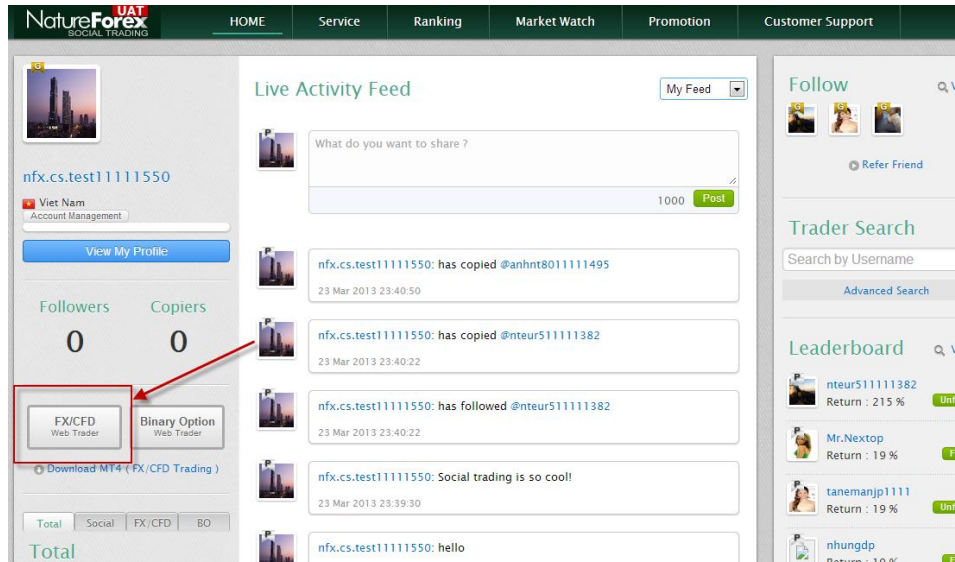 NatureForex UAT
SOCIAL TRADING
HOME Service Ranking Market Watch Promotion Customer Support
nfx.cs.test11111550
Viet Nam
Account Management
View My Profile
Followers Copiers
0 0
FX/CFD
Web Trader
Binary Option
Web Trader
Download MT4 ( FX/CFD Trading )
Total Social FX/CFD BO
Total
Live Activity Feed
My Feed
What do you want to share ?
1000 Post
nfx.cs.test11111550: has copied @anhnt8011111495
23 Mar 2013 23:40:50
nfx.cs.test11111550: has copied @nteur511111382
23 Mar 2013 23:40:22
nfx.cs.test11111550: has followed @nteur511111382
23 Mar 2013 23:40:22
nfx.cs.test11111550: Social trading is so cool!
23 Mar 2013 23:39:30
nfx.cs.test11111550: hello
Follow
Refer Friend
Trader Search
Search by Username
Advanced Search
Leaderboard
nteur511111382
Return : 215 %
Mr.Nextop
Return : 19 %
tanemanjp1111
Return : 19 %
nhungdp